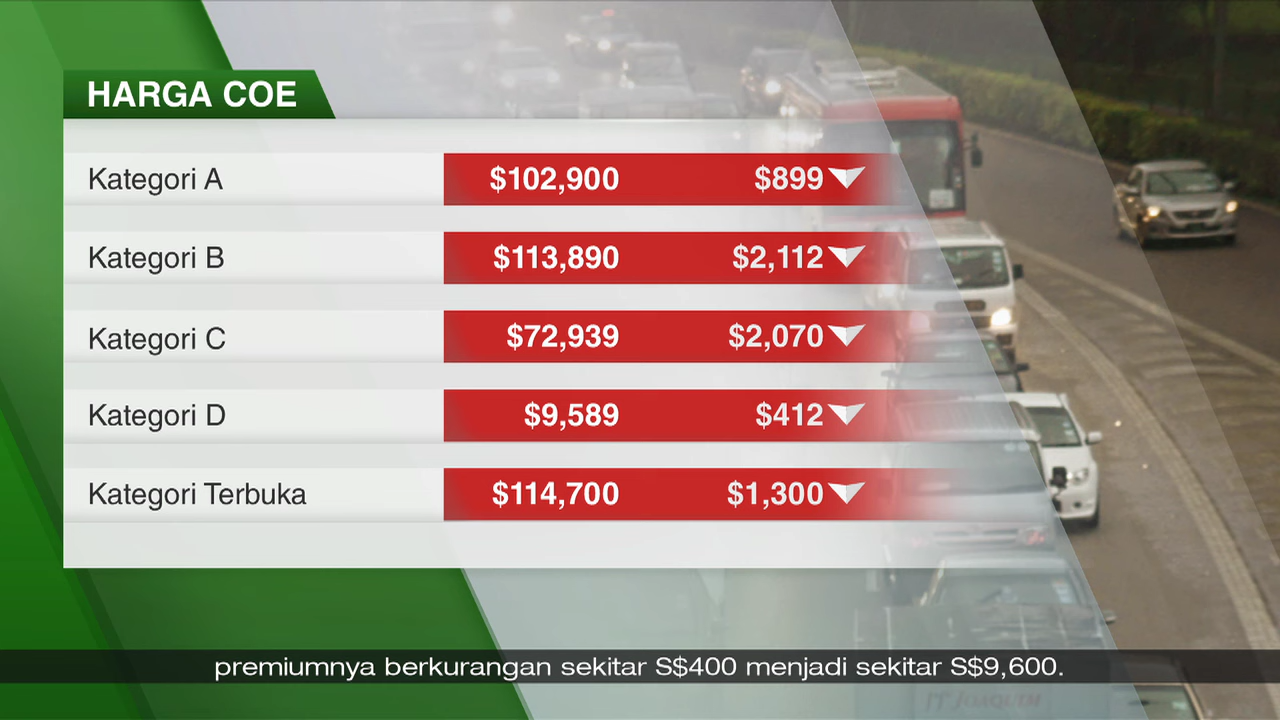 HARGA COE
Kategori A $102,900 $899
Kategori B $113,890 $2,112
Kategori C $72,939 $2,070
Kategori D $9,589 $412
Kategori Terbuka $114,700 $1,300
premiumnya berkurangan sekitar S$400 menjadi sekitar S$9,600.